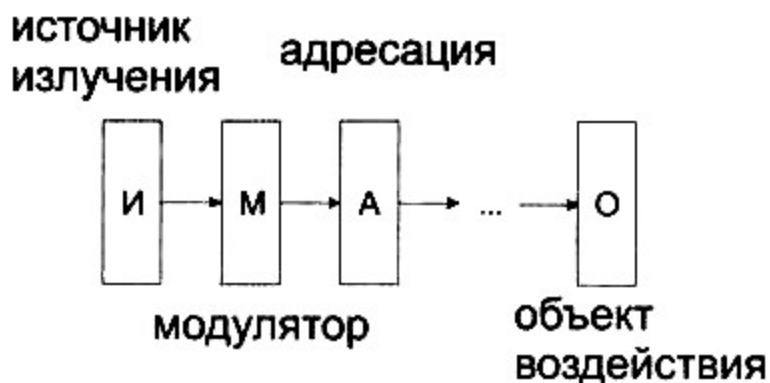 источник
излучения
адресация
И М А ... О
модулятор
объект
воздействия